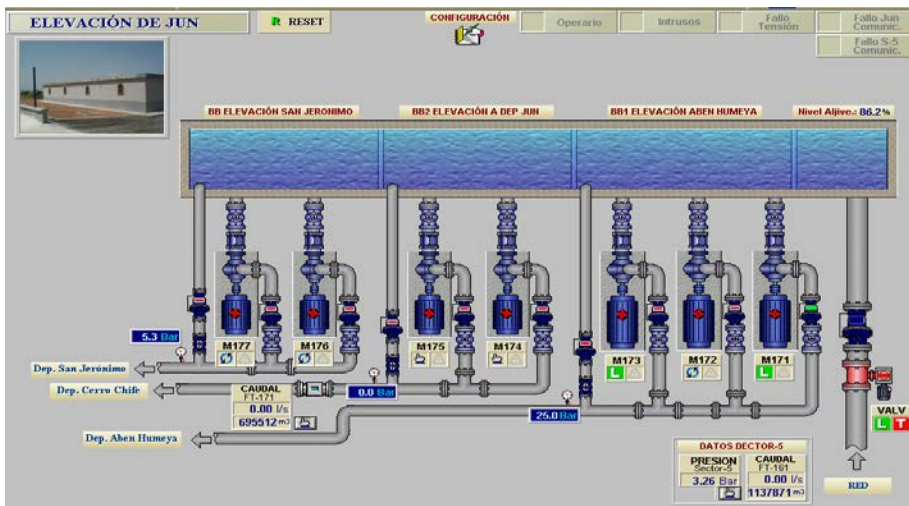 ELEVACIÓN DE JUN
RESET
CONFIGURACIÓN
Operario
Intrusos
Fallo
Tensión
Fallo Jun
Comunic.
Fallo S-5
Comunic.
BB ELEVACIÓN SAN JERONIMO
BB2 ELEVACIÓN A DEP JUN
BB1 ELEVACIÓN ABEN HUMEYA
Nivel Aljive.: 86.2%
5.3 Bar
M177
M176
M175
M174
M173
L
M172
M171
L
Dep. San Jerónimo
Dep. Cerro Chife
CAUDAL
FT-171
0.00 l/s
695512 m3
0.0 Bar
25.0 Bar
VALV
L T
Dep. Aben Humeya
DATOS DECTOR-5
PRESION
Sector-5
3.26 Bar
CAUDAL
FT-161
0.00 l/s
1137871 m3
RED